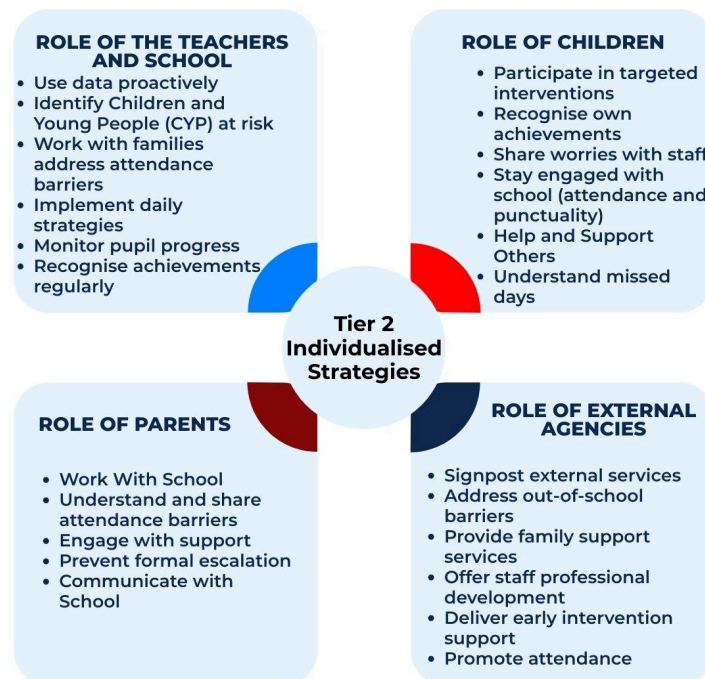 ROLE OF THE TEACHERS
AND SCHOOL
• Use data proactively
• Identify Children and
Young People (CYP) at risk
• Work with families
address attendance
barriers
• Implement daily
strategies
• Monitor pupil progress
• Recognise achievements
regularly
ROLE OF CHILDREN
• Participate in targeted
interventions
• Recognise own
achievements
• Share worries with staff
• Stay engaged with
school (attendance and
punctuality)
• Help and Support
Others
• Understand missed
days
Tier 2
Individualised
Strategies
ROLE OF PARENTS
• Work With School
• Understand and share
attendance barriers
• Engage with support
• Prevent formal escalation
• Communicate with
School
ROLE OF EXTERNAL
AGENCIES
• Signpost external services
• Address out-of-school
barriers
• Provide family support
services
• Offer staff professional
development
• Deliver early intervention
support
• Promote attendance